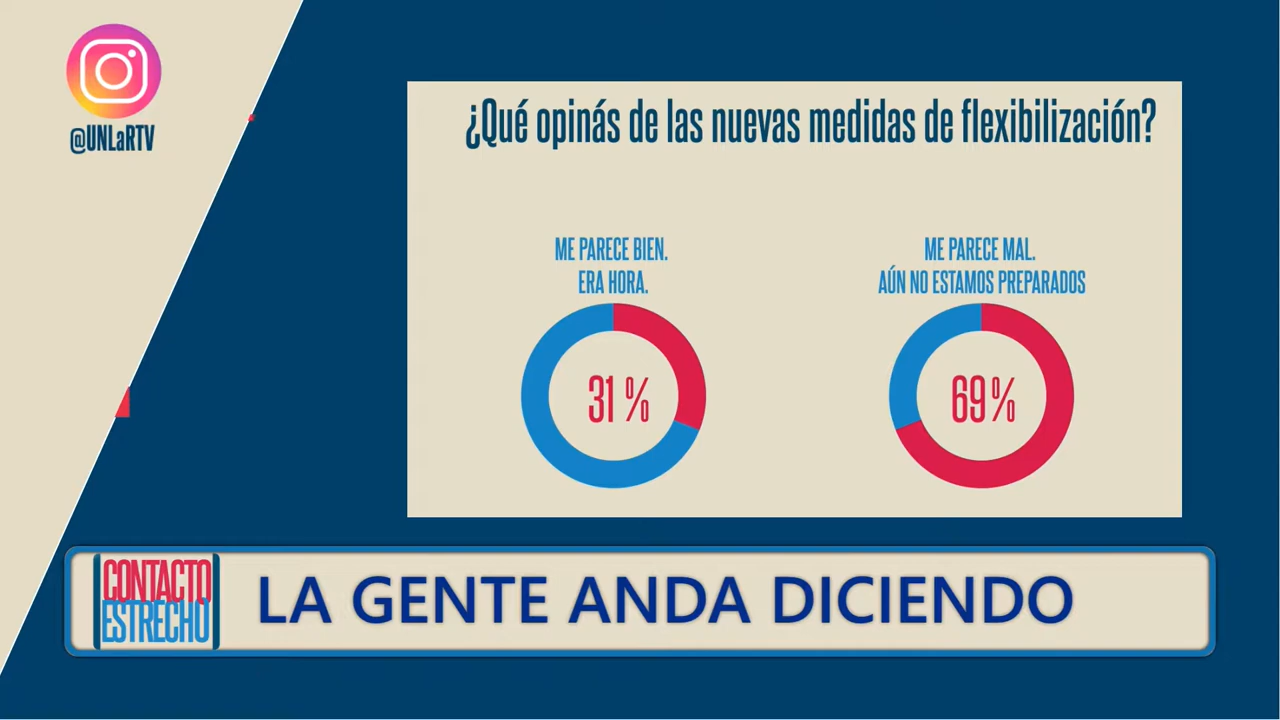 @UNLaRTV
¿Qué opinás de las nuevas medidas de flexibilización?
ME PARECE BIEN.
ERA HORA.
31 %
ME PARECE MAL.
AÚN NO ESTAMOS PREPARADOS
69%
CONTACTO
ESTRECHO
LA GENTE ANDA DICIENDO